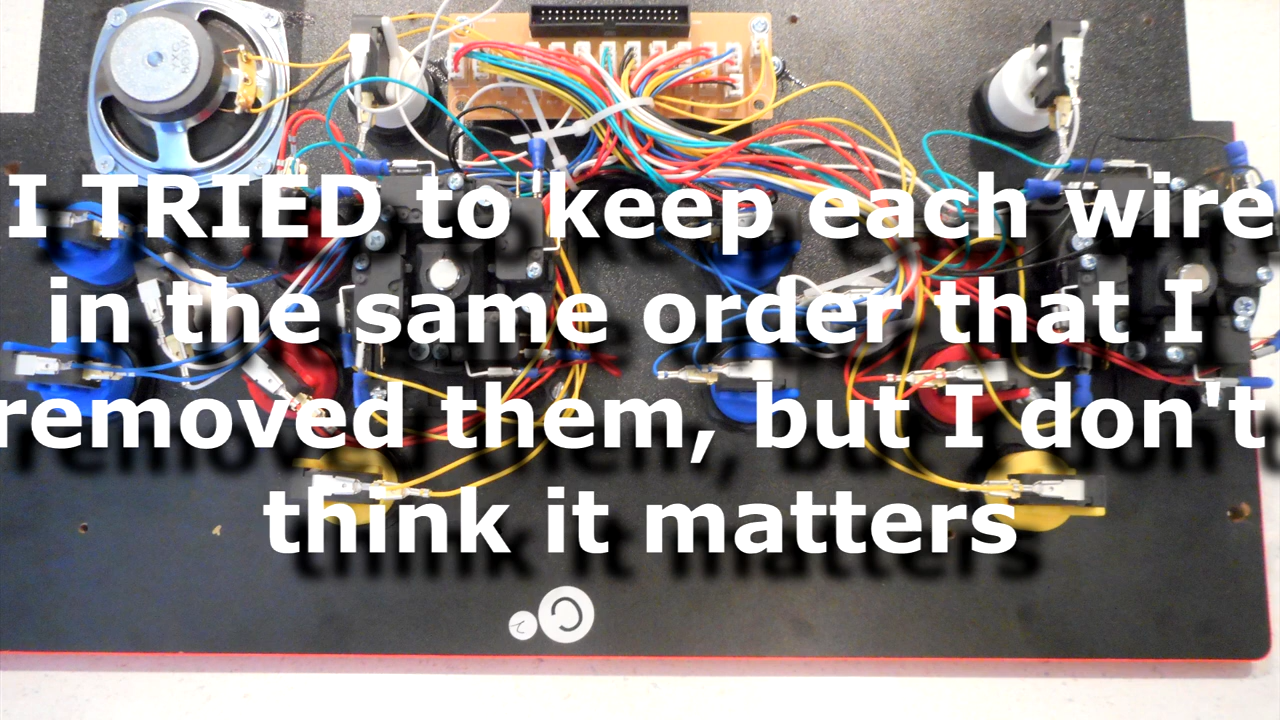 I TRIED to keep each wire
in the same order that I
removed them, but I don't
think it matters